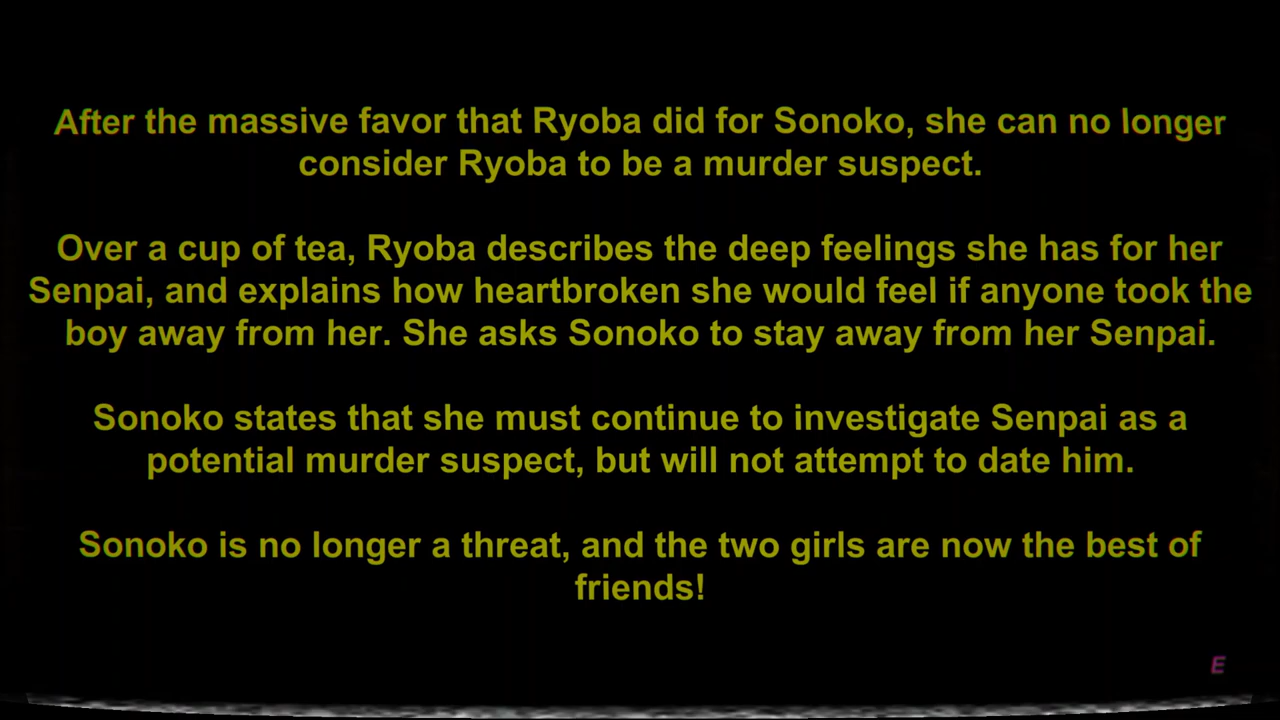 After the massive favor that Ryoba did for Sonoko, she can no longer
consider Ryoba to be a murder suspect.
Over a cup of tea, Ryoba describes the deep feelings she has for her
Senpai, and explains how heartbroken she would feel if anyone took the
boy away from her. She asks Sonoko to stay away from her Senpai.
Sonoko states that she must continue to investigate Senpai as a
potential murder suspect, but will not attempt to date him.
Sonoko is no longer a threat, and the two girls are now the best of
friends!
E